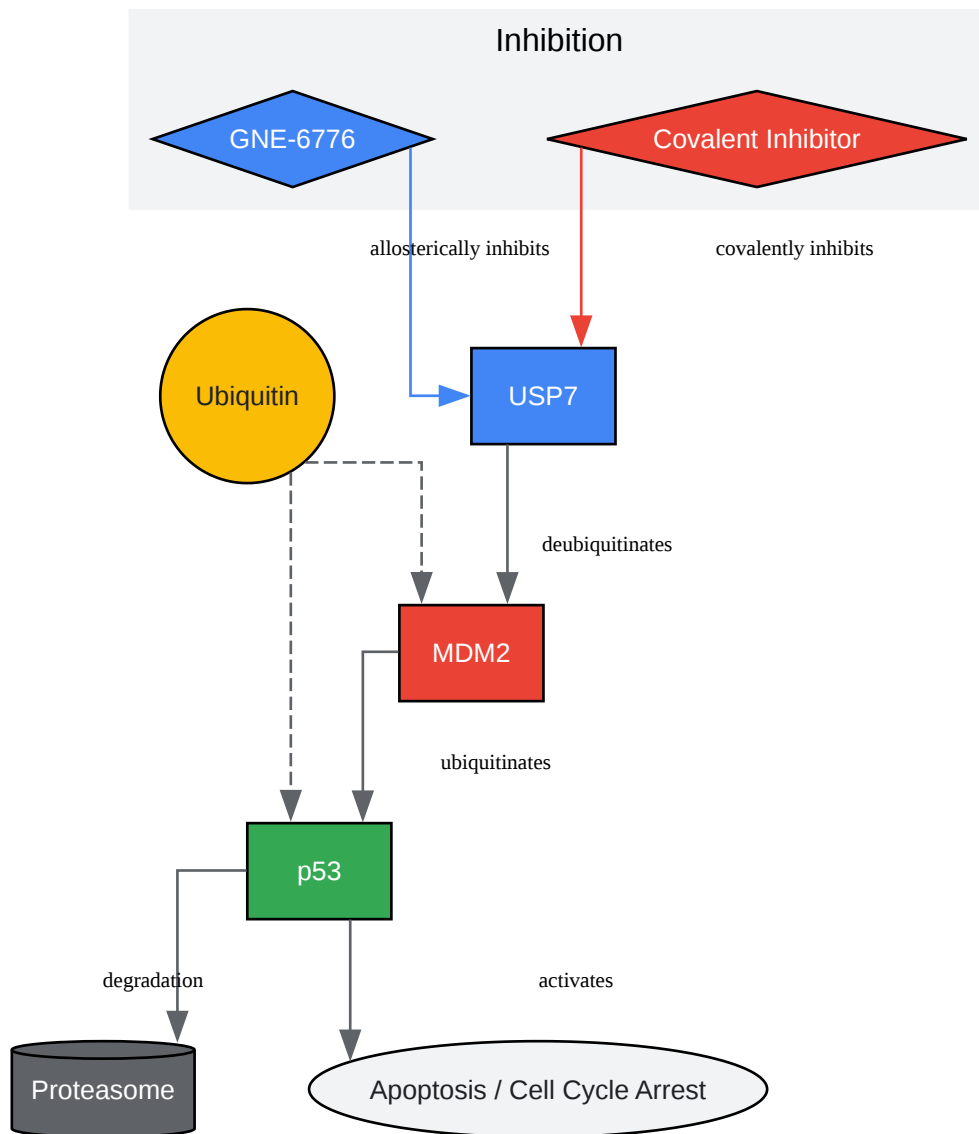 Inhibition
GNE-6776
Covalent Inhibitor
allosterically inhibits
covalently inhibits
Ubiquitin
USP7
deubiquitinates
MDM2
ubiquitinates
p53
degradation
activates
Proteasome
Apoptosis / Cell Cycle Arrest